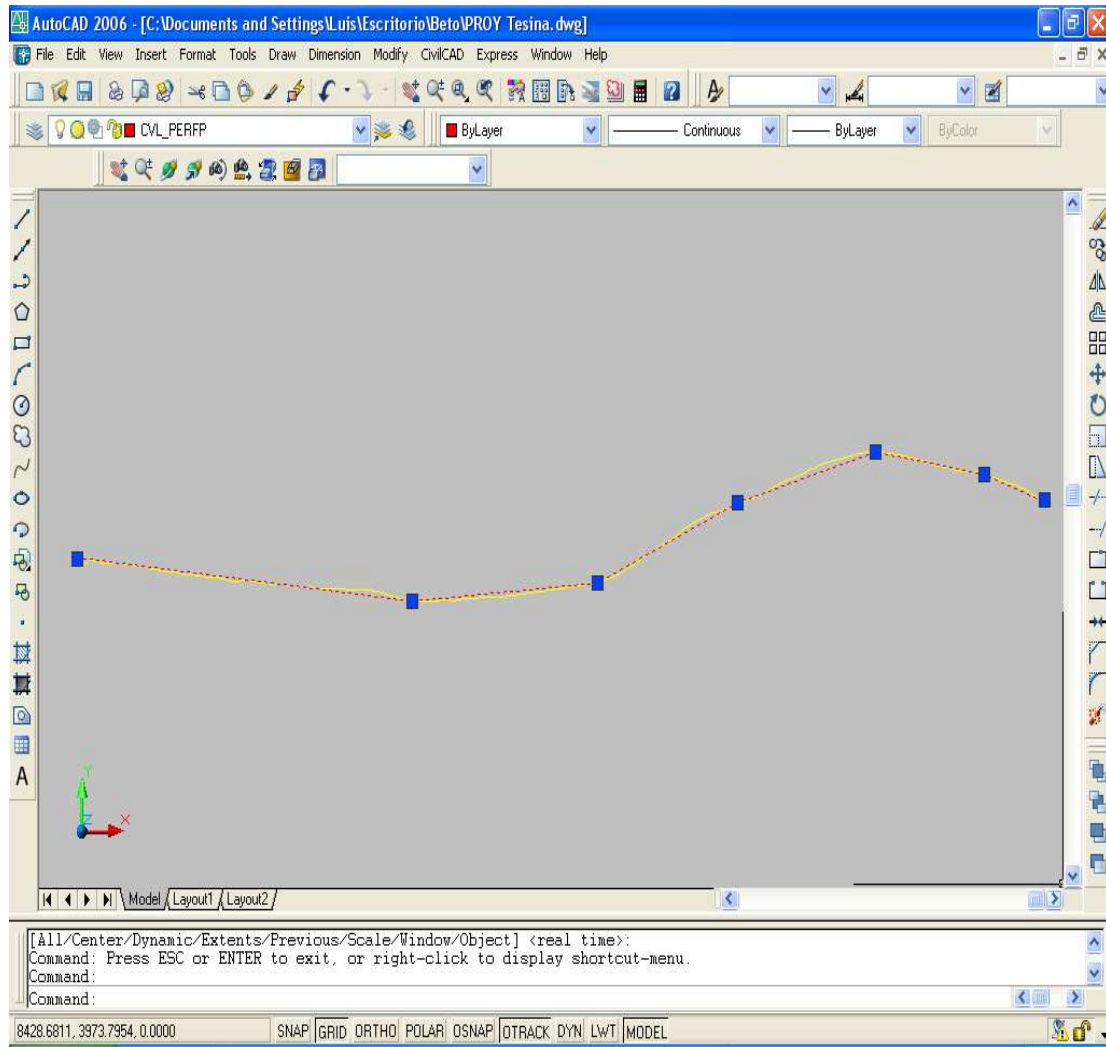 AutoCAD 2006 - [C:\Documents and Settings\Luis\Escritorio\Beto\PROY Tesina.dwg]
File Edit View Insert Format Tools Draw Dimension Modify CivilCAD Express Window Help
CVL_PERFP ByLayer Continuous ByLayer ByColor
Y
Z X
Model Layout1 Layout2
[All/Center/Dynamic/Extents/Previous/Scale/Window/Object] <real time>:
Command: Press ESC or ENTER to exit, or right-click to display shortcut-menu.
Command:
Command:
8428.6811, 3973.7954, 0.0000 SNAP GRID ORTHO POLAR OSNAP OTRACK DYN LWT MODEL